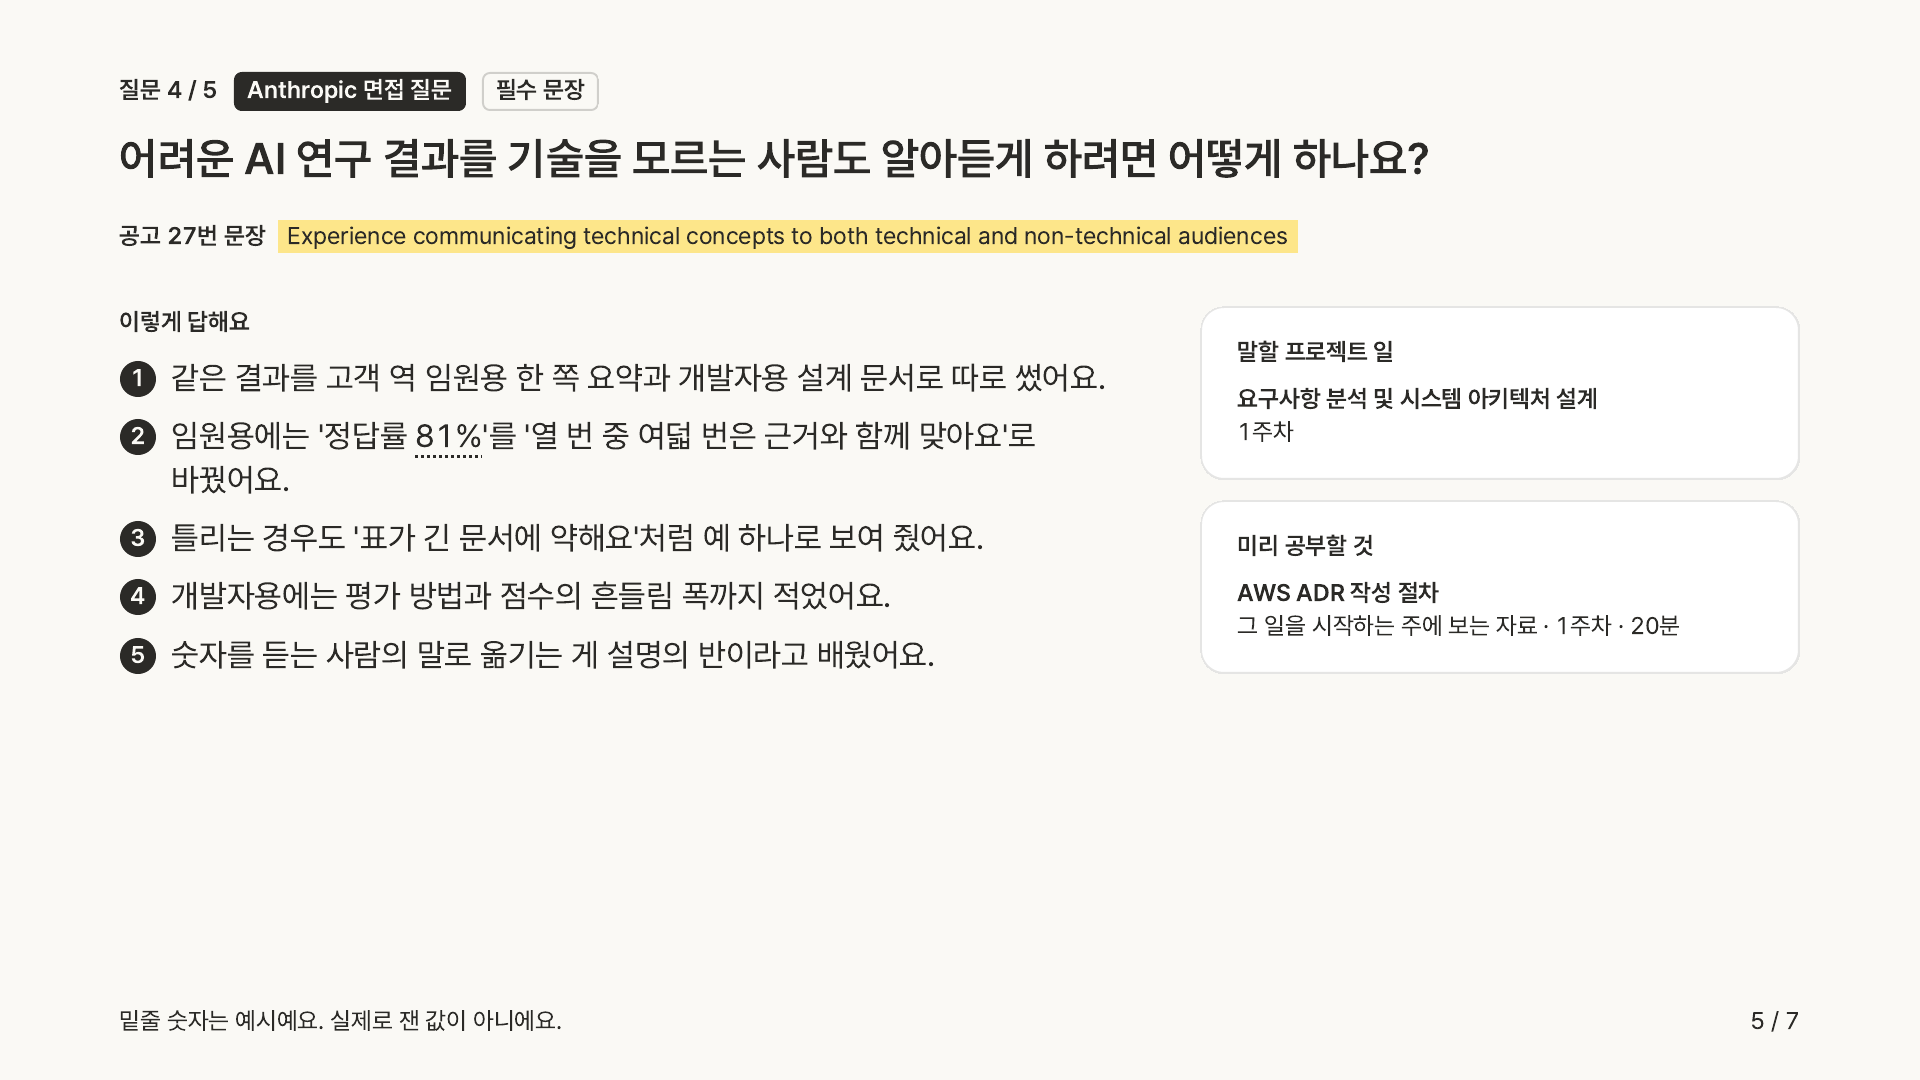 질문 4 / 5 Anthropic 면접 질문 필수 문장
어려운 AI 연구 결과를 기술을 모르는 사람도 알아듣게 하려면 어떻게 하나요?
공고 27번 문장 Experience communicating technical concepts to both technical and non-technical audiences
이렇게 답해요
1 같은 결과를 고객 역 임원용 한 쪽 요약과 개발자용 설계 문서로 따로 썼어요.
2 임원용에는 '정답률 81%'를 '열 번 중 여덟 번은 근거와 함께 맞아요'로
바꿨어요.
3 틀리는 경우도 '표가 긴 문서에 약해요'처럼 예 하나로 보여 줬어요.
4 개발자용에는 평가 방법과 점수의 흔들림 폭까지 적었어요.
5 숫자를 듣는 사람의 말로 옮기는 게 설명의 반이라고 배웠어요.
말할 프로젝트 일
요구사항 분석 및 시스템 아키텍처 설계
1주차
미리 공부할 것
AWS ADR 작성 절차
그 일을 시작하는 주에 보는 자료 · 1주차 · 20분
밑줄 숫자는 예시예요. 실제로 잰 값이 아니에요.
5 / 7